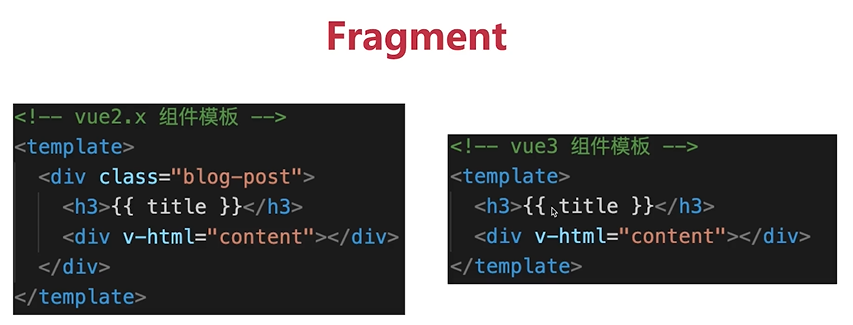 Fragment
<!-- vue2.x 组件模板 -->
<template>
  <div class="blog-post">
    <h3>{{ title }}</h3>
    <div v-html="content"></div>
  </div>
</template>
<!-- vue3 组件模板 -->
<template>
  <h3>{{ title }}</h3>
  <div v-html="content"></div>
</template>